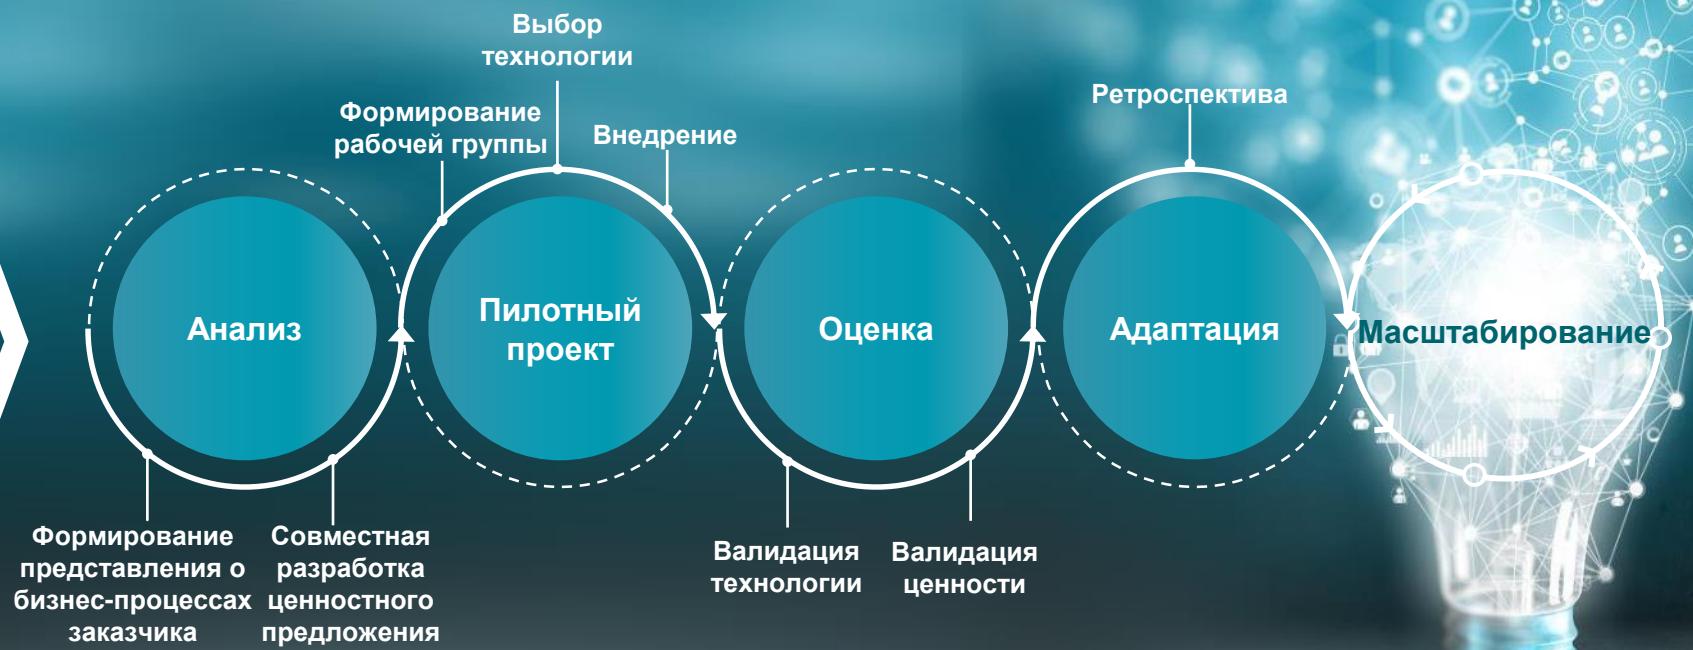 Выбор
технологии
Формирование
рабочей группы
Внедрение
Ретроспектива
Анализ
Пилотный
проект
Оценка
Адаптация
Масштабирование
Формирование
представления о
бизнес-процессах
заказчика
Совместная
разработка
ценностного
предложения
Валидация
технологии
Валидация
ценности